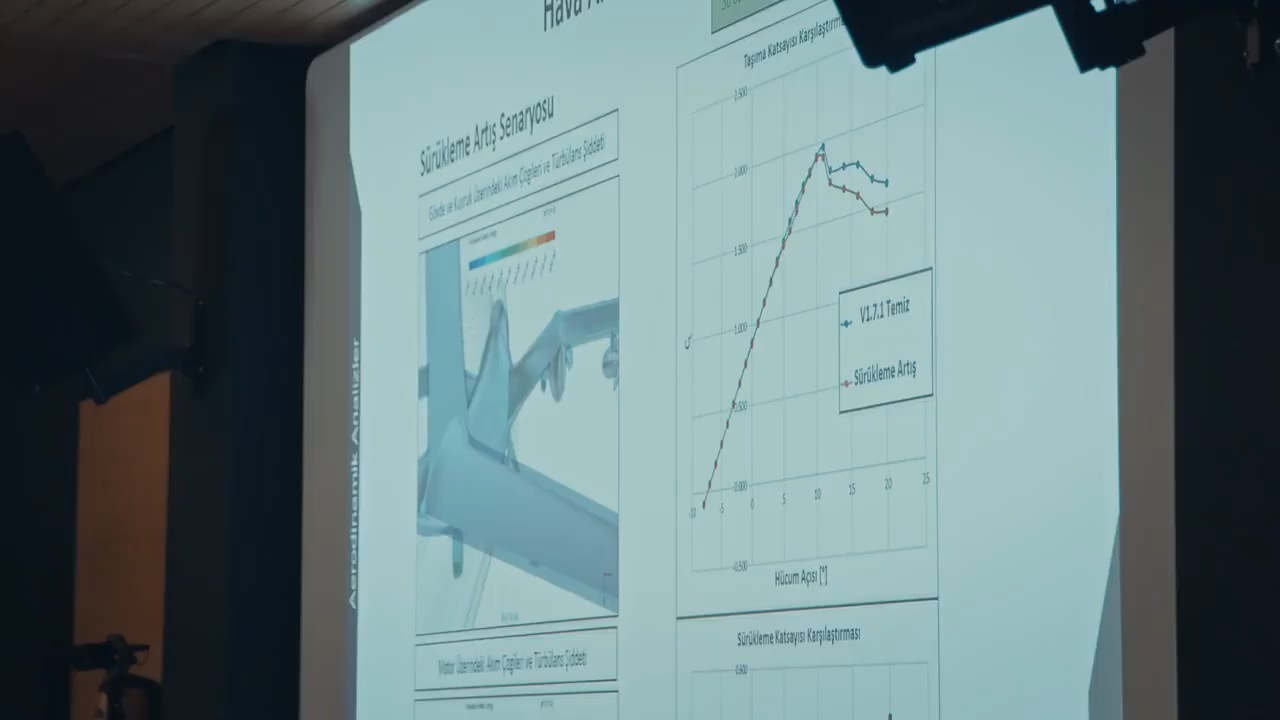 Hava
Sürükleme Artış Senaryosu
Gövde ve Kuyruk Üzerindeki Akım Çizgileri ve Türbülans Şiddeti
Motor Üzerindeki Akım Çizgileri ve Türbülans Şiddeti
Aerodinamik Analizler
Taşıma Katsayısı Karşılaştırm
2.500
2.000
1.500
1.000
0.500
0.000
-0.500
-10 -5 0 5 10 15 20 25
C
Hücum Açısı [°]
V1.7.1 Temiz
Sürükleme Artış
Sürükleme Katsayısı Karşılaştırması
0.600